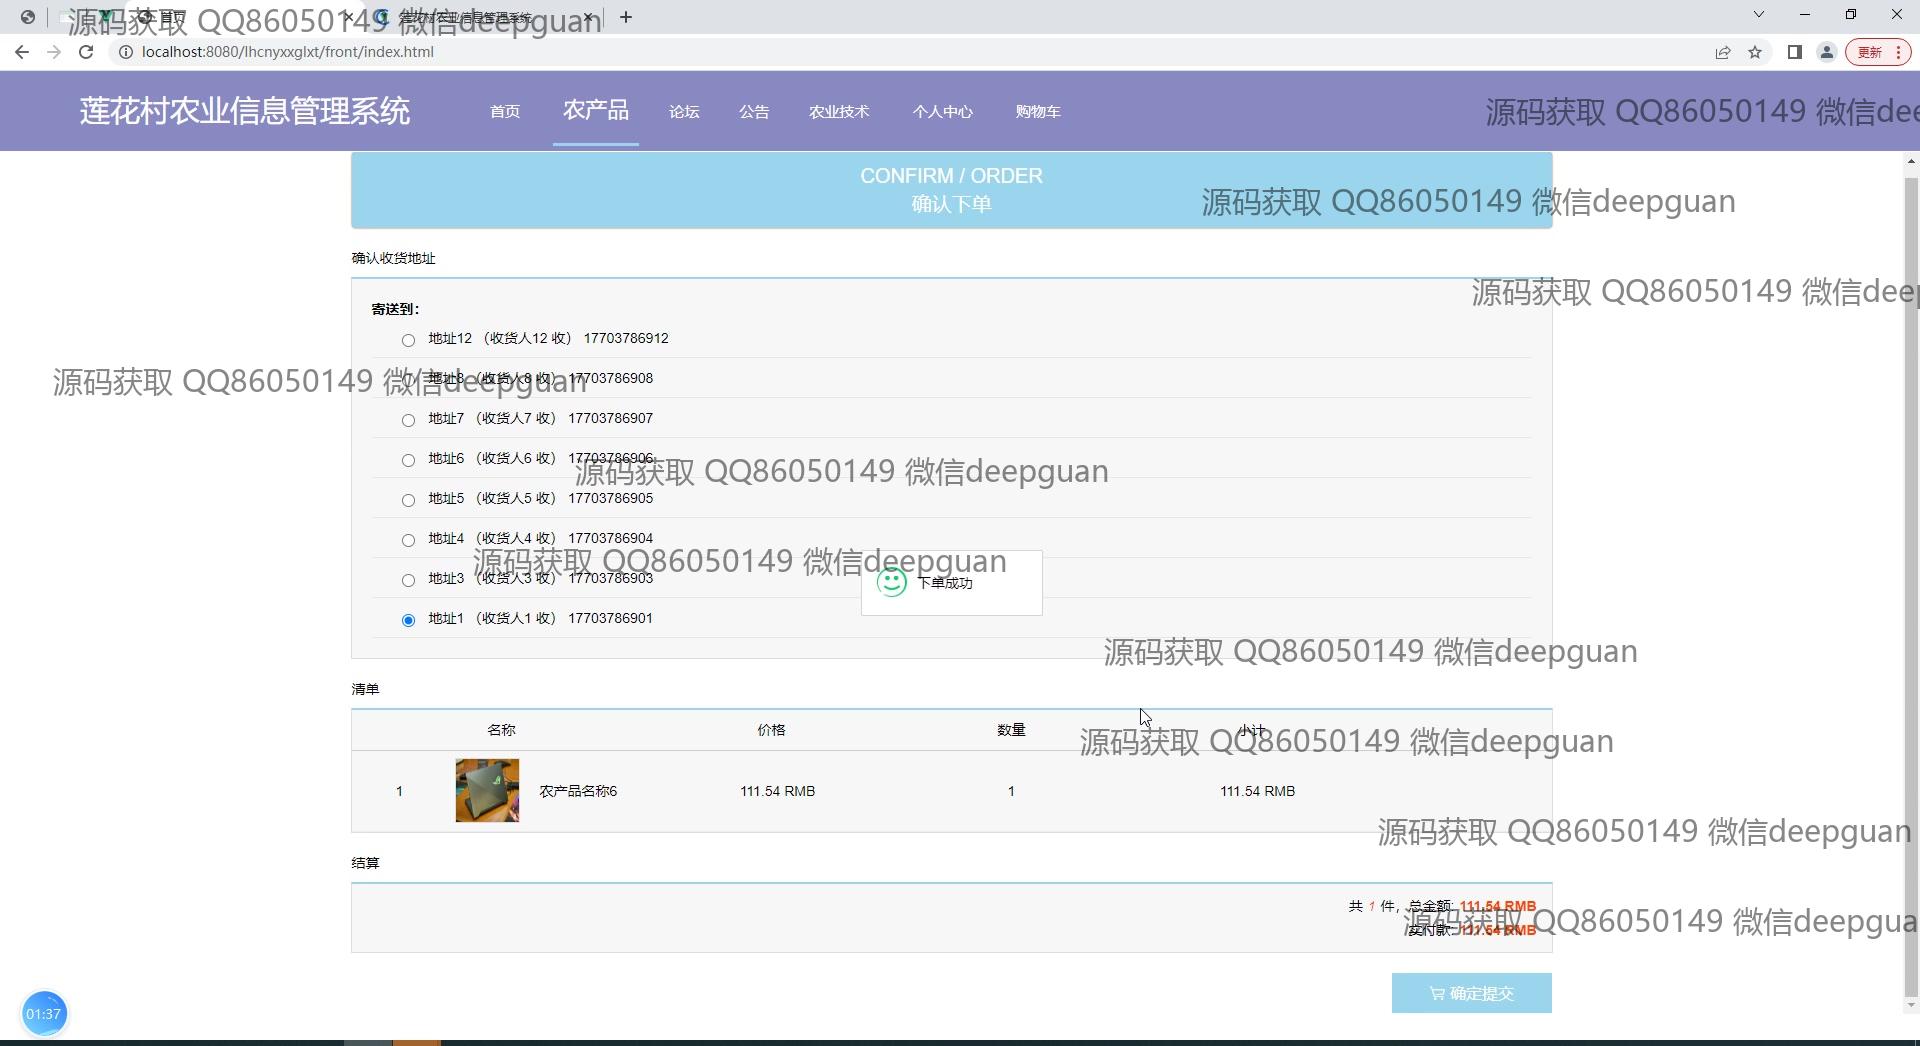 首页
莲花村农业信息管理系统
源码获取 QQ86050149 微信deepguan
localhost:8080/lhcnyxxglxt/front/index.html
更新
莲花村农业信息管理系统
首页 农产品 论坛 公告 农业技术 个人中心 购物车
源码获取 QQ86050149 微信dee
CONFIRM / ORDER
确认下单
源码获取 QQ86050149 微信deepguan
确认收货地址
源码获取 QQ86050149 微信deep
寄送到：
地址12 （收货人12 收） 17703786912
地址8 （收货人8 收） 17703786908
源码获取 QQ86050149 微信deepguan
地址7 （收货人7 收） 17703786907
地址6 （收货人6 收） 17703786906
源码获取 QQ86050149 微信deepguan
地址5 （收货人5 收） 17703786905
地址4 （收货人4 收） 17703786904
源码获取 QQ86050149 微信deepguan
地址3 （收货人3 收） 17703786903
下单成功
地址1 （收货人1 收） 17703786901
源码获取 QQ86050149 微信deepguan
清单
名称 价格 数量 小计
源码获取 QQ86050149 微信deepguan
1 农产品名称6 111.54 RMB 1 111.54 RMB
源码获取 QQ86050149 微信deepguan
结算
共 1 件，总金额: 111.54 RMB
源码获取 QQ86050149 微信deepgua
实付款: 111.54 RMB
确定提交
01:37